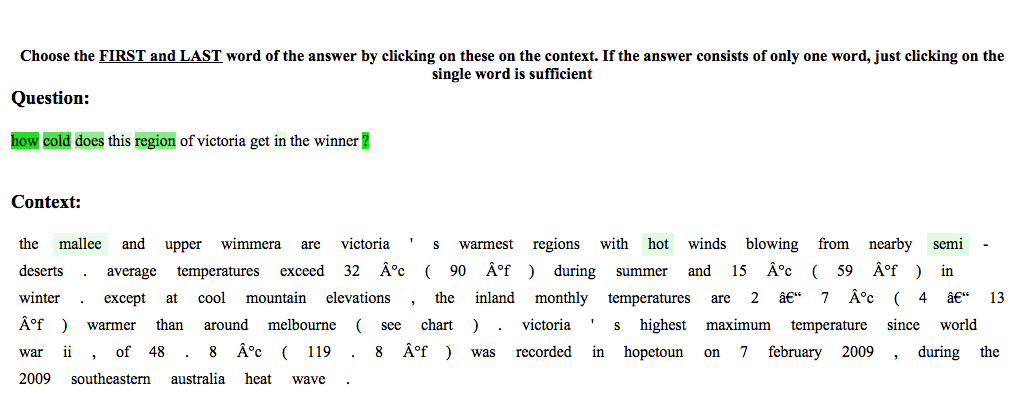 Choose the FIRST and LAST word of the answer by clicking on these on the context. If the answer consists of only one word, just clicking on the
single word is sufficient
Question:
how cold does this region of victoria get in the winner ?
Context:
the mallee and upper wimmera are victoria ' s warmest regions with hot winds blowing from nearby semi -
deserts . average temperatures exceed 32 Â°c ( 90 Â°f ) during summer and 15 Â°c ( 59 Â°f ) in
winter . except at cool mountain elevations , the inland monthly temperatures are 2 â€“ 7 Â°c ( 4 â€“ 13
Â°f ) warmer than around melbourne ( see chart ) . victoria ' s highest maximum temperature since world
war ii , of 48 . 8 Â°c ( 119 . 8 Â°f ) was recorded in hopetoun on 7 february 2009 , during the
2009 southeastern australia heat wave .